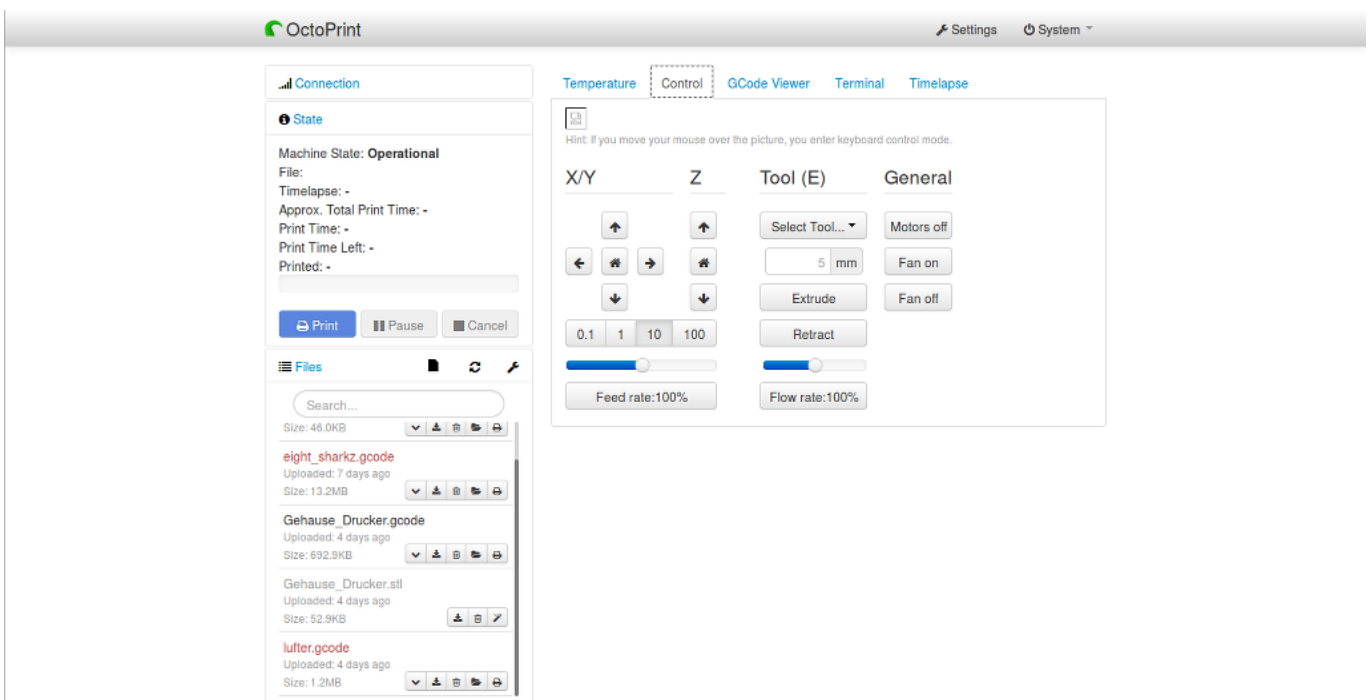 OctoPrint
Settings
System
Connection
State
Machine State: Operational
File:
Timelapse: -
Approx. Total Print Time: -
Print Time: -
Print Time Left: -
Printed: -
Print
Pause
Cancel
Files
Search...
Size: 46.0KB
eight_sharkz.gcode
Uploaded: 7 days ago
Size: 13.2MB
Gehause_Drucker.gcode
Uploaded: 4 days ago
Size: 692.9KB
Gehause_Drucker.stl
Uploaded: 4 days ago
Size: 52.9KB
lufter.gcode
Uploaded: 4 days ago
Size: 1.2MB
Temperature
Control
GCode Viewer
Terminal
Timelapse
Hint: If you move your mouse over the picture, you enter keyboard control mode.
X/Y
0.1 1 10 100
Feed rate:100%
Z
Tool (E)
Select Tool...
5 mm
Extrude
Retract
Flow rate:100%
General
Motors off
Fan on
Fan off